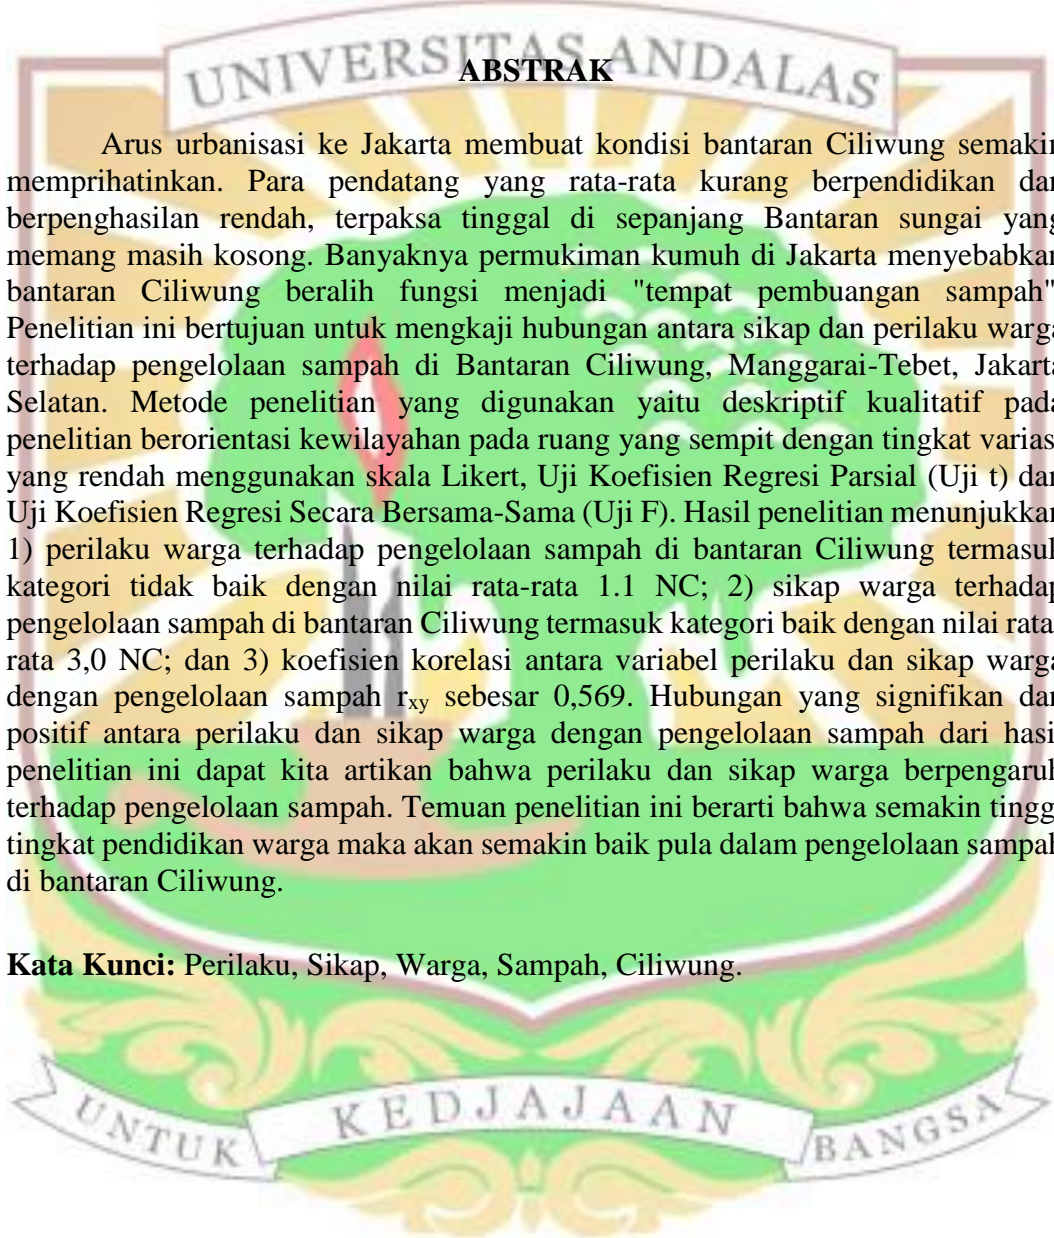 UNIVERSITAS ANDALAS
ABSTRAK
Arus urbanisasi ke Jakarta membuat kondisi bantaran Ciliwung semakin
memprihatinkan. Para pendatang yang rata-rata kurang berpendidikan dan
berpenghasilan rendah, terpaksa tinggal di sepanjang Bantaran sungai yang
memang masih kosong. Banyaknya permukiman kumuh di Jakarta menyebabkan
bantaran Ciliwung beralih fungsi menjadi "tempat pembuangan sampah"
Penelitian ini bertujuan untuk mengkaji hubungan antara sikap dan perilaku warga
terhadap pengelolaan sampah di Bantaran Ciliwung, Manggarai-Tebet, Jakarta
Selatan. Metode penelitian yang digunakan yaitu deskriptif kualitatif pada
penelitian berorientasi kewilayahan pada ruang yang sempit dengan tingkat variasi
yang rendah menggunakan skala Likert, Uji Koefisien Regresi Parsial (Uji t) dan
Uji Koefisien Regresi Secara Bersama-Sama (Uji F). Hasil penelitian menunjukkan
1) perilaku warga terhadap pengelolaan sampah di bantaran Ciliwung termasuk
kategori tidak baik dengan nilai rata-rata 1.1 NC; 2) sikap warga terhadap
pengelolaan sampah di bantaran Ciliwung termasuk kategori baik dengan nilai rata-
rata 3,0 NC; dan 3) koefisien korelasi antara variabel perilaku dan sikap warga
dengan pengelolaan sampah rxy sebesar 0,569. Hubungan yang signifikan dan
positif antara perilaku dan sikap warga dengan pengelolaan sampah dari hasil
penelitian ini dapat kita artikan bahwa perilaku dan sikap warga berpengaruh
terhadap pengelolaan sampah. Temuan penelitian ini berarti bahwa semakin tinggi
tingkat pendidikan warga maka akan semakin baik pula dalam pengelolaan sampah
di bantaran Ciliwung.
Kata Kunci: Perilaku, Sikap, Warga, Sampah, Ciliwung.
UNTUK KEDJAJAAN BANGSA